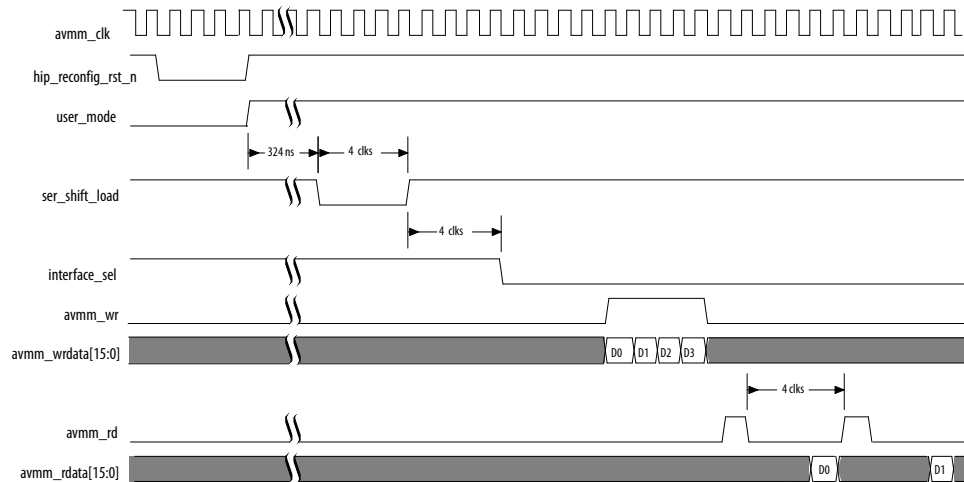 avmm_clk
hip_reconfig_rst_n
user_mode
324 ns
4 clks
ser_shift_load
4 clks
interface_sel
avmm_wr
avmm_wrdata[15:0]
D0 D1 D2 D3
4 clks
avmm_rd
avmm_rdata[15:0]
D0 D1